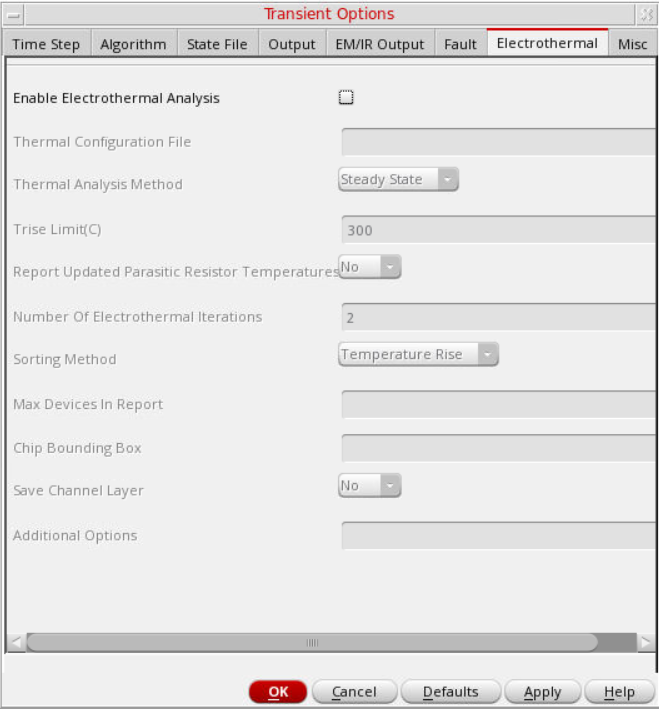 Transient Options
Time Step Algorithm State File Output EM/IR Output Fault Electrothermal Misc
Enable Electrothermal Analysis
Thermal Configuration File
Thermal Analysis Method Steady State
Trise Limit(C) 300
Report Updated Parasitic Resistor Temperatures No
Number Of Electrothermal Iterations 2
Sorting Method Temperature Rise
Max Devices In Report
Chip Bounding Box
Save Channel Layer No
Additional Options
OK Cancel Defaults Apply Help